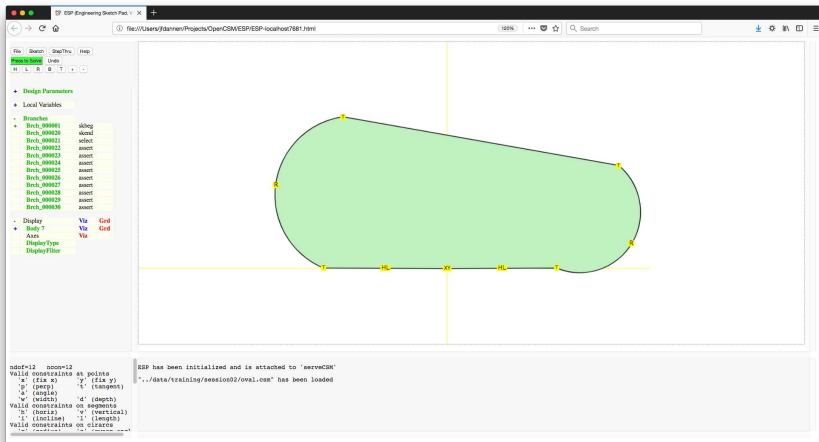 ESP (Engineering Sketch Pad, V
file:///Users/jfdannen/Projects/OpenCSM/ESP/ESP-localhost7681.html
120%
Search
File Sketch StepThru Help
Press to Solve Undo
H L R B T + -
+ Design Parameters
+ Local Variables
- Branches
+ Brch_000001 skbeg
Brch_000020 skend
Brch_000021 select
Brch_000022 assert
Brch_000023 assert
Brch_000024 assert
Brch_000025 assert
Brch_000026 assert
Brch_000027 assert
Brch_000028 assert
Brch_000029 assert
Brch_000030 assert
- Display Viz Grd
+ Body 7 Viz Grd
Axes Viz
DisplayType
DisplayFilter
T
T
R
R
T HL XY HL T
ndof=12 ncon=12
Valid constraints at points
'x' (fix x) 'y' (fix y)
'p' (perp) 't' (tangent)
'a' (angle)
'w' (width) 'd' (depth)
Valid constraints on segments
'h' (horiz) 'v' (vertical)
'i' (incline) 'l' (length)
Valid constraints on cirarcs
ESP has been initialized and is attached to 'serveCSM'
"../data/training/session02/oval.csm" has been loaded